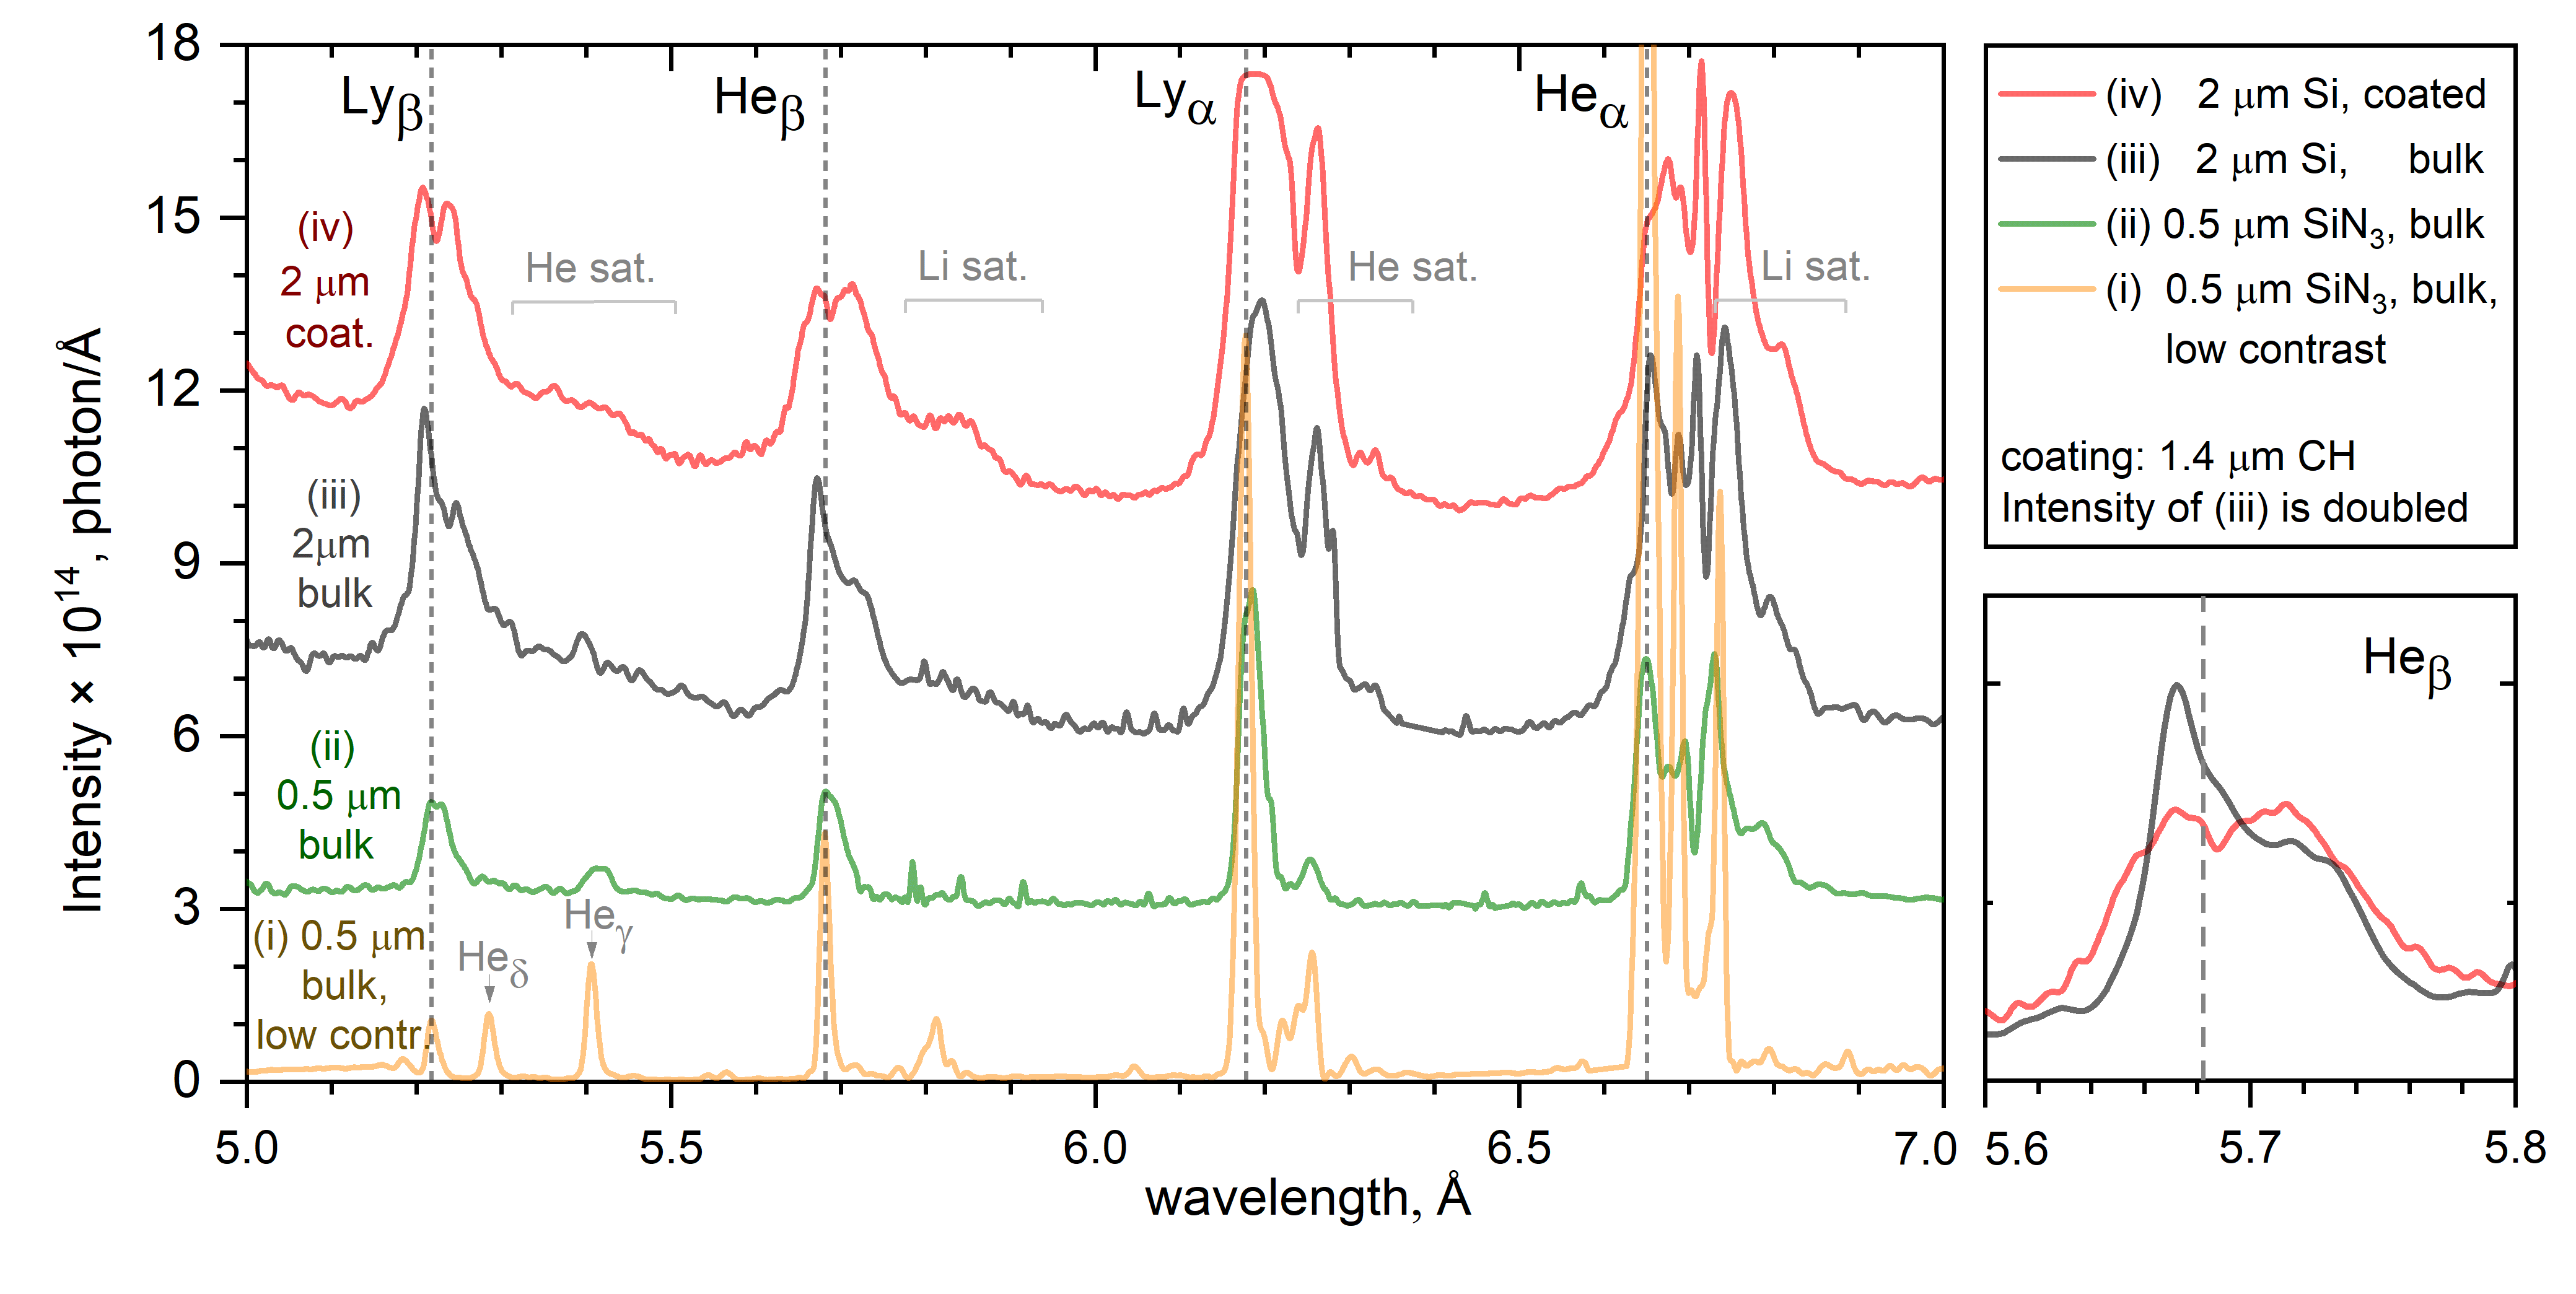 18
15
12
9
6
3
0
Intensity × 10¹⁴, photon/Å
Lyβ
Heβ
Lyα
Heα
(iv)
2 μm
coat.
He sat.
Li sat.
He sat.
Li sat.
(iii)
2μm
bulk
(ii)
0.5 μm
bulk
(i) 0.5 μm
bulk,
low contr.
Heδ
Heγ
5.0
5.5
6.0
6.5
7.0
wavelength, Å
(iv) 2 μm Si, coated
(iii) 2 μm Si, bulk
(ii) 0.5 μm SiN₃, bulk
(i) 0.5 μm SiN₃, bulk,
low contrast
coating: 1.4 μm CH
Intensity of (iii) is doubled
Heβ
5.6
5.7
5.8